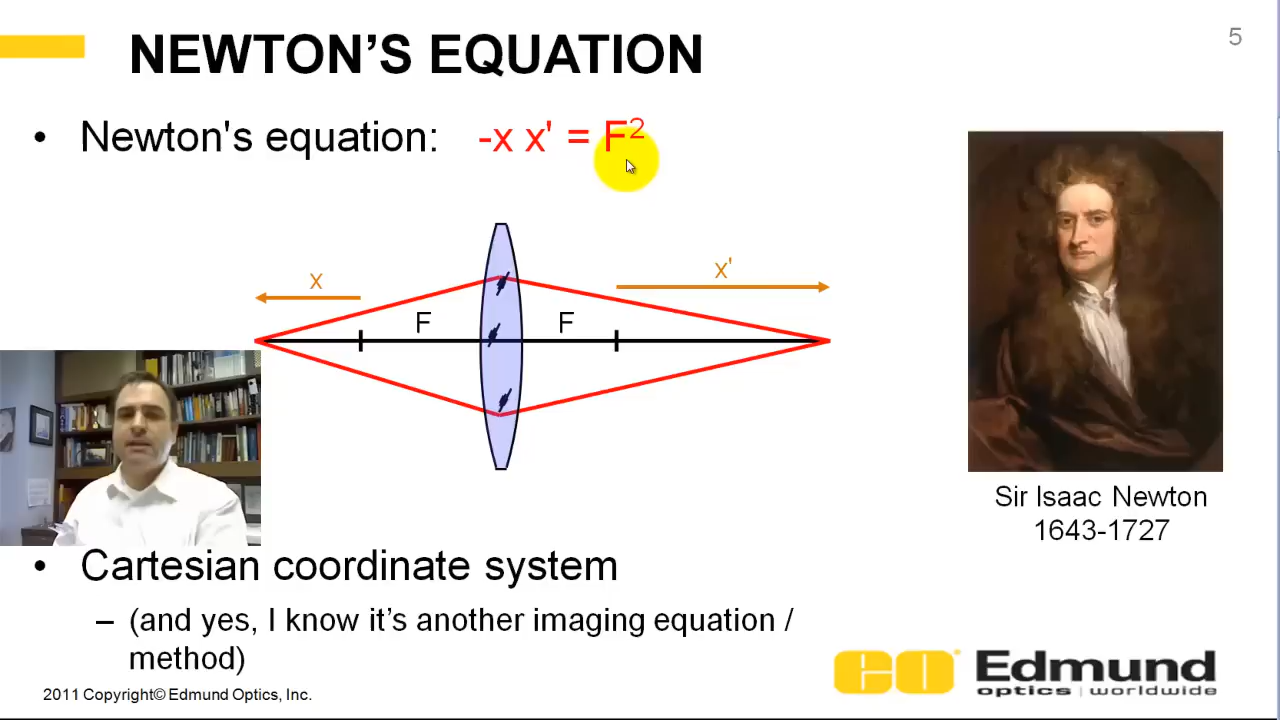 NEWTON'S EQUATION
5
• Newton's equation: -x x' = F²
x
x'
F
F
Sir Isaac Newton
1643-1727
• Cartesian coordinate system
– (and yes, I know it's another imaging equation /
method)
2011 Copyright© Edmund Optics, Inc.
EO Edmund
optics | worldwide